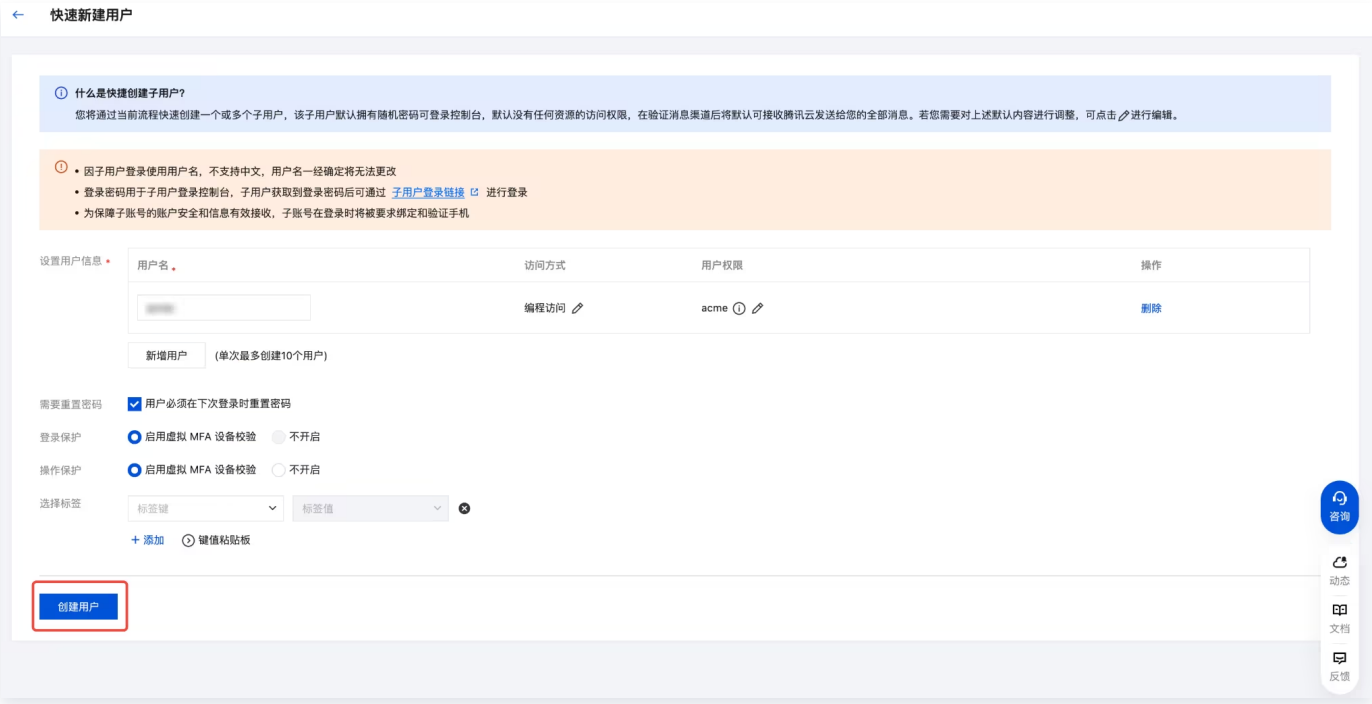 快速新建用户
什么是快捷创建子用户?
您将通过当前流程快速创建一个或多个子用户，该子用户默认拥有随机密码可登录控制台，默认没有任何资源的访问权限，在验证消息渠道后将默认可接收腾讯云发送给您的全部消息。若您需要对上述默认内容进行调整，可点击进行编辑。
• 因子用户登录使用用户名，不支持中文，用户名一经确定将无法更改
• 登录密码用于子用户登录控制台，子用户获取到登录密码后可通过 子用户登录链接 进行登录
• 为保障子账号的账户安全和信息有效接收，子账号在登录时将被要求绑定和验证手机
设置用户信息 *
用户名 * 访问方式 用户权限 操作
编程访问 acme 删除
新增用户 (单次最多创建10个用户)
需要重置密码 用户必须在下次登录时重置密码
登录保护 启用虚拟 MFA 设备校验 不开启
操作保护 启用虚拟 MFA 设备校验 不开启
选择标签 标签键 标签值
+ 添加 键值粘贴板
创建用户
咨询
动态
文档
反馈